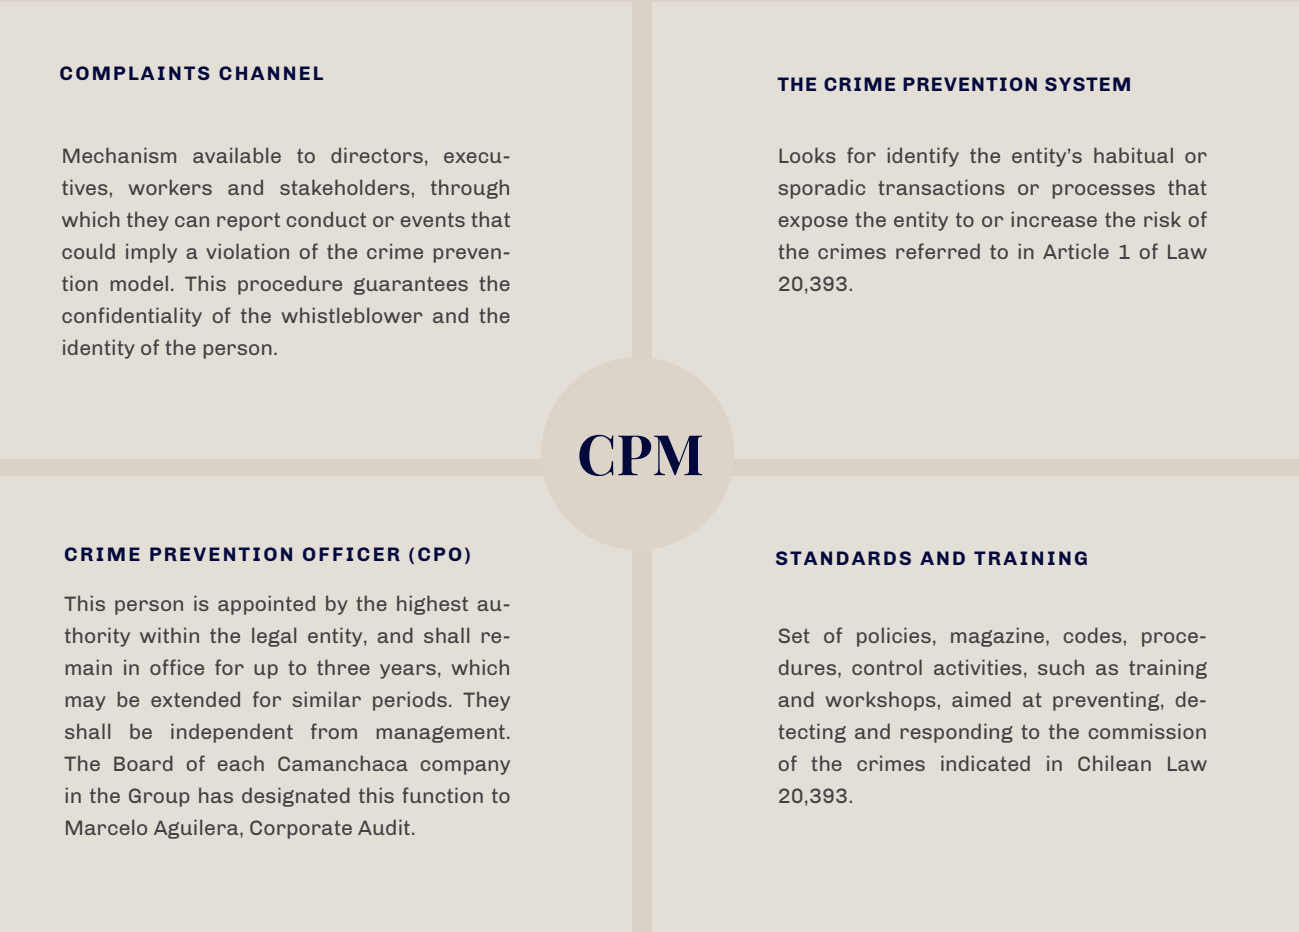 COMPLAINTS CHANNEL
Mechanism available to directors, execu-
tives, workers and stakeholders, through
which they can report conduct or events that
could imply a violation of the crime preven-
tion model. This procedure guarantees the
confidentiality of the whistleblower and the
identity of the person.
THE CRIME PREVENTION SYSTEM
Looks for identify the entity’s habitual or
sporadic transactions or processes that
expose the entity to or increase the risk of
the crimes referred to in Article 1 of Law
20,393.
CPM
CRIME PREVENTION OFFICER (CPO)
This person is appointed by the highest au-
thority within the legal entity, and shall re-
main in office for up to three years, which
may be extended for similar periods. They
shall be independent from management.
The Board of each Camanchaca company
in the Group has designated this function to
Marcelo Aguilera, Corporate Audit.
STANDARDS AND TRAINING
Set of policies, magazine, codes, proce-
dures, control activities, such as training
and workshops, aimed at preventing, de-
tecting and responding to the commission
of the crimes indicated in Chilean Law
20,393.